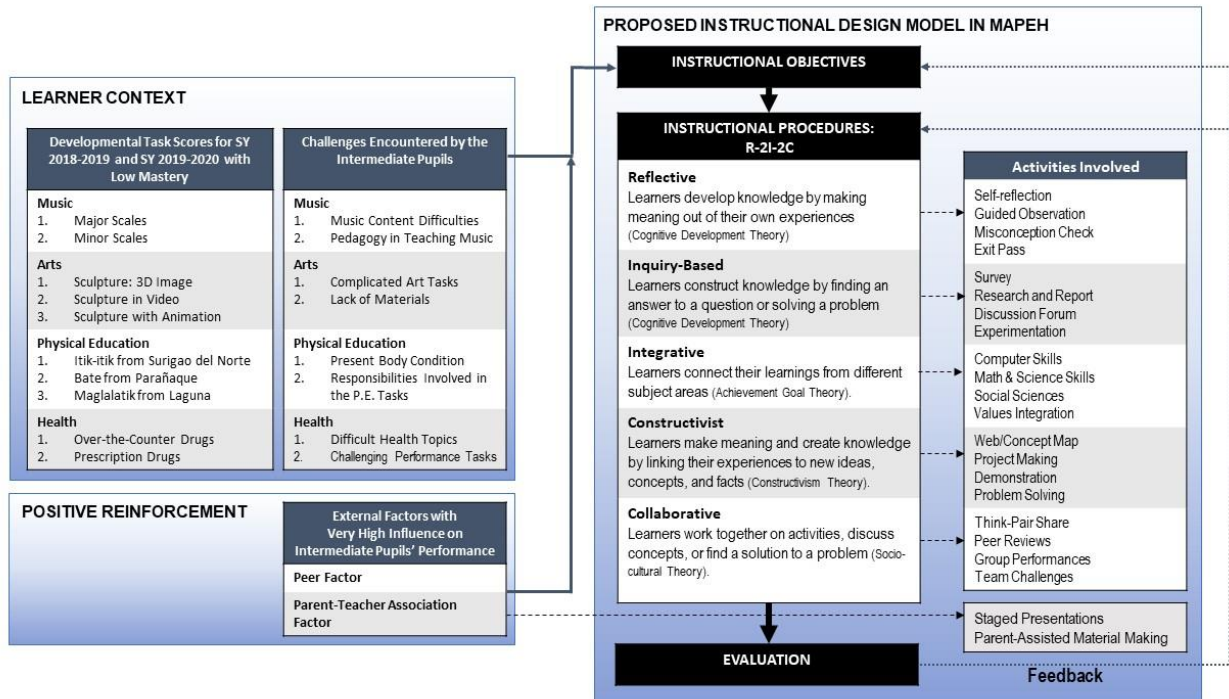 LEARNER CONTEXT
Developmental Task Scores for SY
2018-2019 and SY 2019-2020 with
Low Mastery
Music
1. Major Scales
2. Minor Scales
Arts
1. Sculpture: 3D Image
2. Sculpture in Video
3. Sculpture with Animation
Physical Education
1. Itik-itik from Surigao del Norte
2. Bate from Parañaque
3. Maglalatik from Laguna
Health
1. Over-the-Counter Drugs
2. Prescription Drugs
Challenges Encountered by the
Intermediate Pupils
Music
1. Music Content Difficulties
2. Pedagogy in Teaching Music
Arts
1. Complicated Art Tasks
2. Lack of Materials
Physical Education
1. Present Body Condition
2. Responsibilities Involved in
the P.E. Tasks
Health
1. Difficult Health Topics
2. Challenging Performance Tasks
POSITIVE REINFORCEMENT
External Factors with
Very High Influence on
Intermediate Pupils’ Performance
Peer Factor
Parent-Teacher Association
Factor
PROPOSED INSTRUCTIONAL DESIGN MODEL IN MAPEH
INSTRUCTIONAL OBJECTIVES
INSTRUCTIONAL PROCEDURES:
R-2I-2C
Reflective
Learners develop knowledge by making
meaning out of their own experiences
(Cognitive Development Theory)
Inquiry-Based
Learners construct knowledge by finding an
answer to a question or solving a problem
(Cognitive Development Theory)
Integrative
Learners connect their learnings from different
subject areas (Achievement Goal Theory).
Constructivist
Learners make meaning and create knowledge
by linking their experiences to new ideas,
concepts, and facts (Constructivism Theory).
Collaborative
Learners work together on activities, discuss
concepts, or find a solution to a problem (Socio-
cultural Theory).
EVALUATION
Activities Involved
Self-reflection
Guided Observation
Misconception Check
Exit Pass
Survey
Research and Report
Discussion Forum
Experimentation
Computer Skills
Math & Science Skills
Social Sciences
Values Integration
Web/Concept Map
Project Making
Demonstration
Problem Solving
Think-Pair Share
Peer Reviews
Group Performances
Team Challenges
Staged Presentations
Parent-Assisted Material Making
Feedback